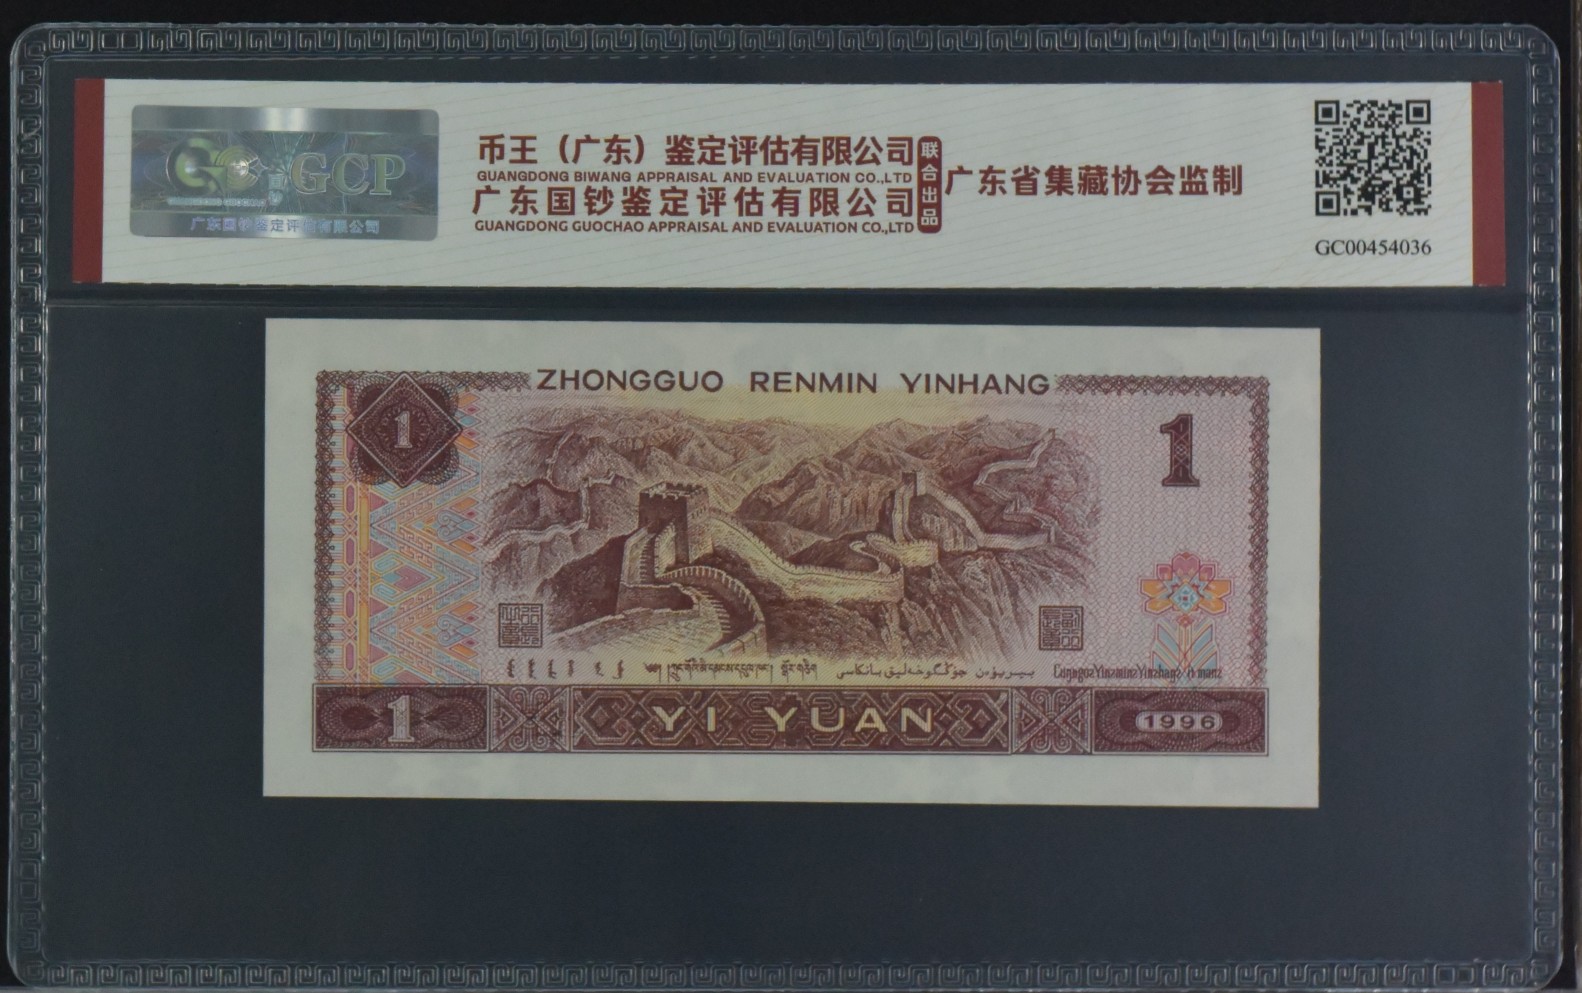 GCP
广东国钞鉴定评估有限公司
币王（广东）鉴定评估有限公司
GUANGDONG BIWANG APPRAISAL AND EVALUATION CO.,LTD
广东国钞鉴定评估有限公司
GUANGDONG GUOCHAO APPRAISAL AND EVALUATION CO.,LTD
联合出品
广东省集藏协会监制
GC00454036
ZHONGGUO RENMIN YINHANG
1
1
1
YI YUAN
1996